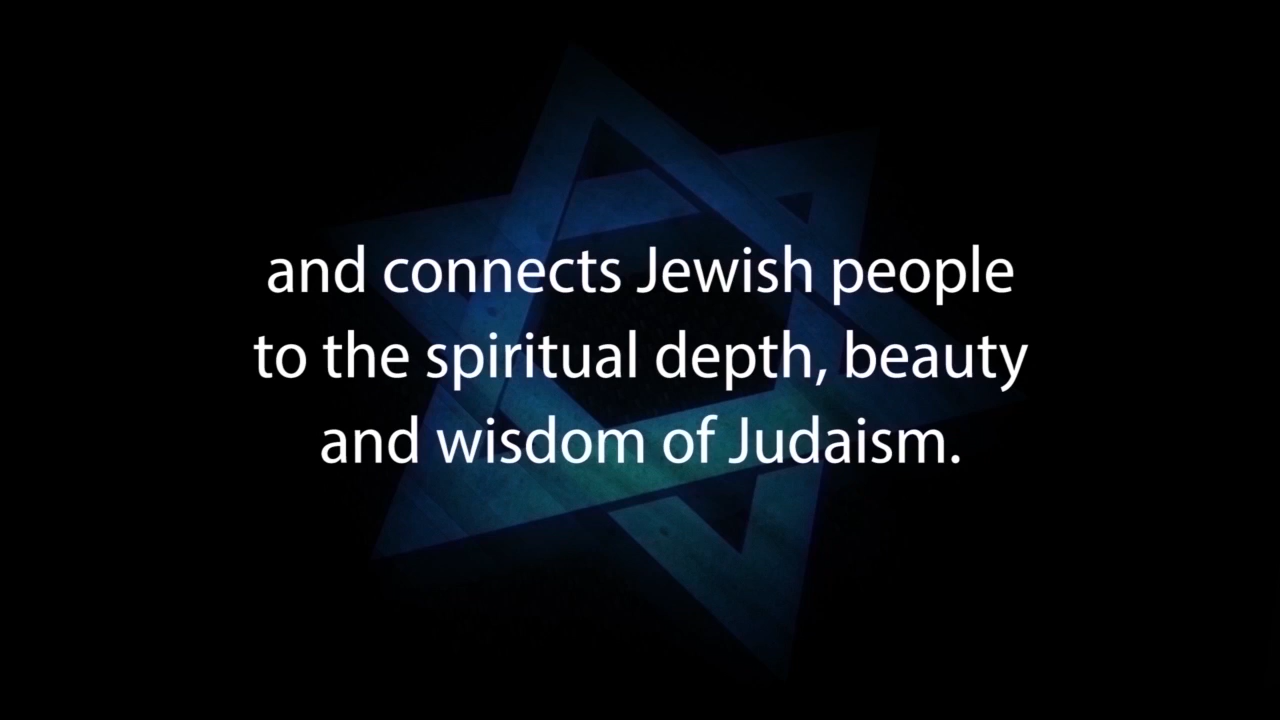 and connects Jewish people
to the spiritual depth, beauty
and wisdom of Judaism.